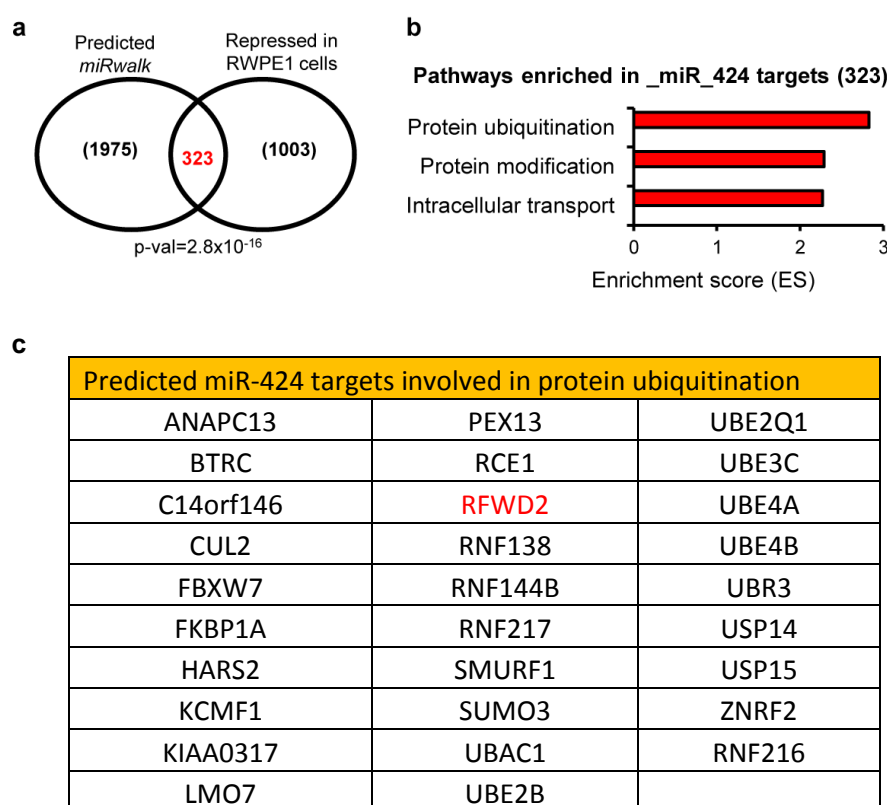 a
Predicted
miRwalk
Repressed in
RWPE1 cells
(1975)
323
(1003)
p-val=2.8x10-16
b
Pathways enriched in _miR_424 targets (323)
Protein ubiquitination
Protein modification
Intracellular transport
0 1 2 3
Enrichment score (ES)
c
Predicted miR-424 targets involved in protein ubiquitination
ANAPC13 PEX13 UBE2Q1
BTRC RCE1 UBE3C
C14orf146 RFWD2 UBE4A
CUL2 RNF138 UBE4B
FBXW7 RNF144B UBR3
FKBP1A RNF217 USP14
HARS2 SMURF1 USP15
KCMF1 SUMO3 ZNRF2
KIAA0317 UBAC1 RNF216
LMO7 UBE2B